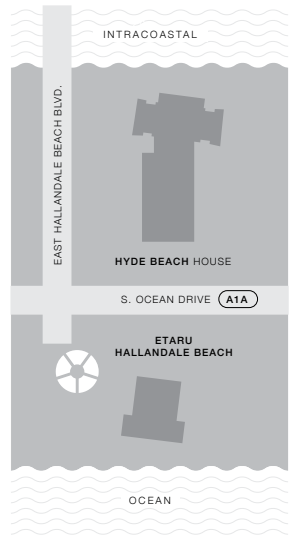 INTRACOASTAL
EAST HALLANDALE BEACH BLVD.
HYDE BEACH HOUSE
S. OCEAN DRIVE A1A
ETARU
HALLANDALE BEACH
OCEAN